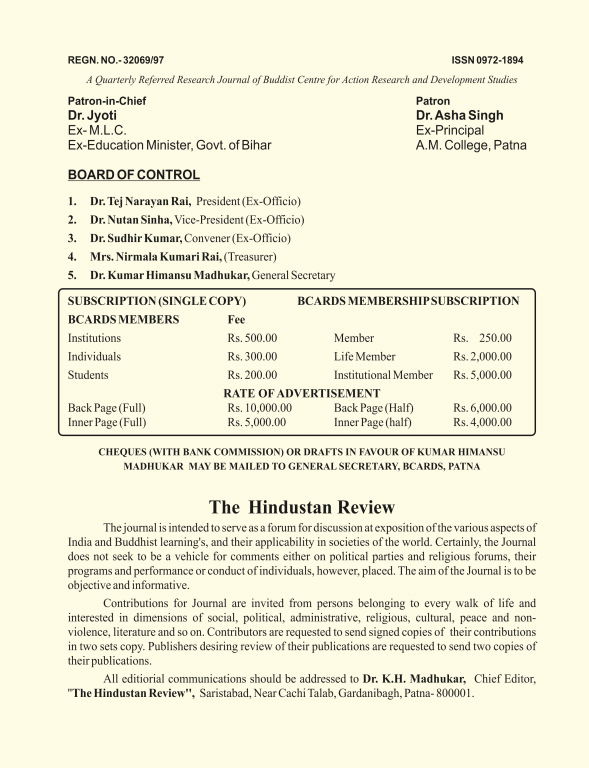 REGN. NO.- 32069/97 ISSN 0972-1894
A Quarterly Referred Research Journal of Buddist Centre for Action Research and Development Studies
Patron-in-Chief Patron
Dr. Jyoti Dr. Asha Singh
Ex- M.L.C. Ex-Principal
Ex-Education Minister, Govt. of Bihar A.M. College, Patna
BOARD OF CONTROL
1. Dr. Tej Narayan Rai, President (Ex-Officio)
2. Dr. Nutan Sinha, Vice-President (Ex-Officio)
3. Dr. Sudhir Kumar, Convener (Ex-Officio)
4. Mrs. Nirmala Kumari Rai, (Treasurer)
5. Dr. Kumar Himansu Madhukar, General Secretary
SUBSCRIPTION (SINGLE COPY) BCARDS MEMBERSHIP SUBSCRIPTION
BCARDS MEMBERS Fee
Institutions Rs. 500.00 Member Rs. 250.00
Individuals Rs. 300.00 Life Member Rs. 2,000.00
Students Rs. 200.00 Institutional Member Rs. 5,000.00
RATE OF ADVERTISEMENT
Back Page (Full) Rs. 10,000.00 Back Page (Half) Rs. 6,000.00
Inner Page (Full) Rs. 5,000.00 Inner Page (half) Rs. 4,000.00
CHEQUES (WITH BANK COMMISSION) OR DRAFTS IN FAVOUR OF KUMAR HIMANSU
MADHUKAR MAY BE MAILED TO GENERAL SECRETARY, BCARDS, PATNA
The Hindustan Review
The journal is intended to serve as a forum for discussion at exposition of the various aspects of
India and Buddhist learning's, and their applicability in societies of the world. Certainly, the Journal
does not seek to be a vehicle for comments either on political parties and religious forums, their
programs and performance or conduct of individuals, however, placed. The aim of the Journal is to be
objective and informative.
Contributions for Journal are invited from persons belonging to every walk of life and
interested in dimensions of social, political, administrative, religious, cultural, peace and non-
violence, literature and so on. Contributors are requested to send signed copies of their contributions
in two sets copy. Publishers desiring review of their publications are requested to send two copies of
their publications.
All editiorial communications should be addressed to Dr. K.H. Madhukar, Chief Editor,
"The Hindustan Review", Saristabad, Near Cachi Talab, Gardanibagh, Patna- 800001.